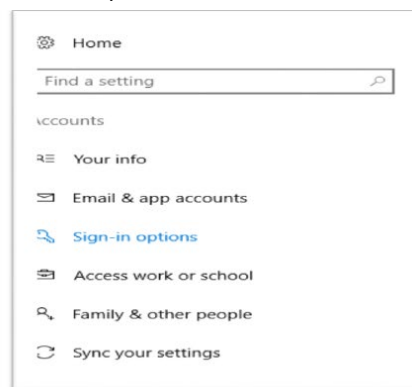 Home
Find a setting
Accounts
Your info
Email & app accounts
Sign-in options
Access work or school
Family & other people
Sync your settings